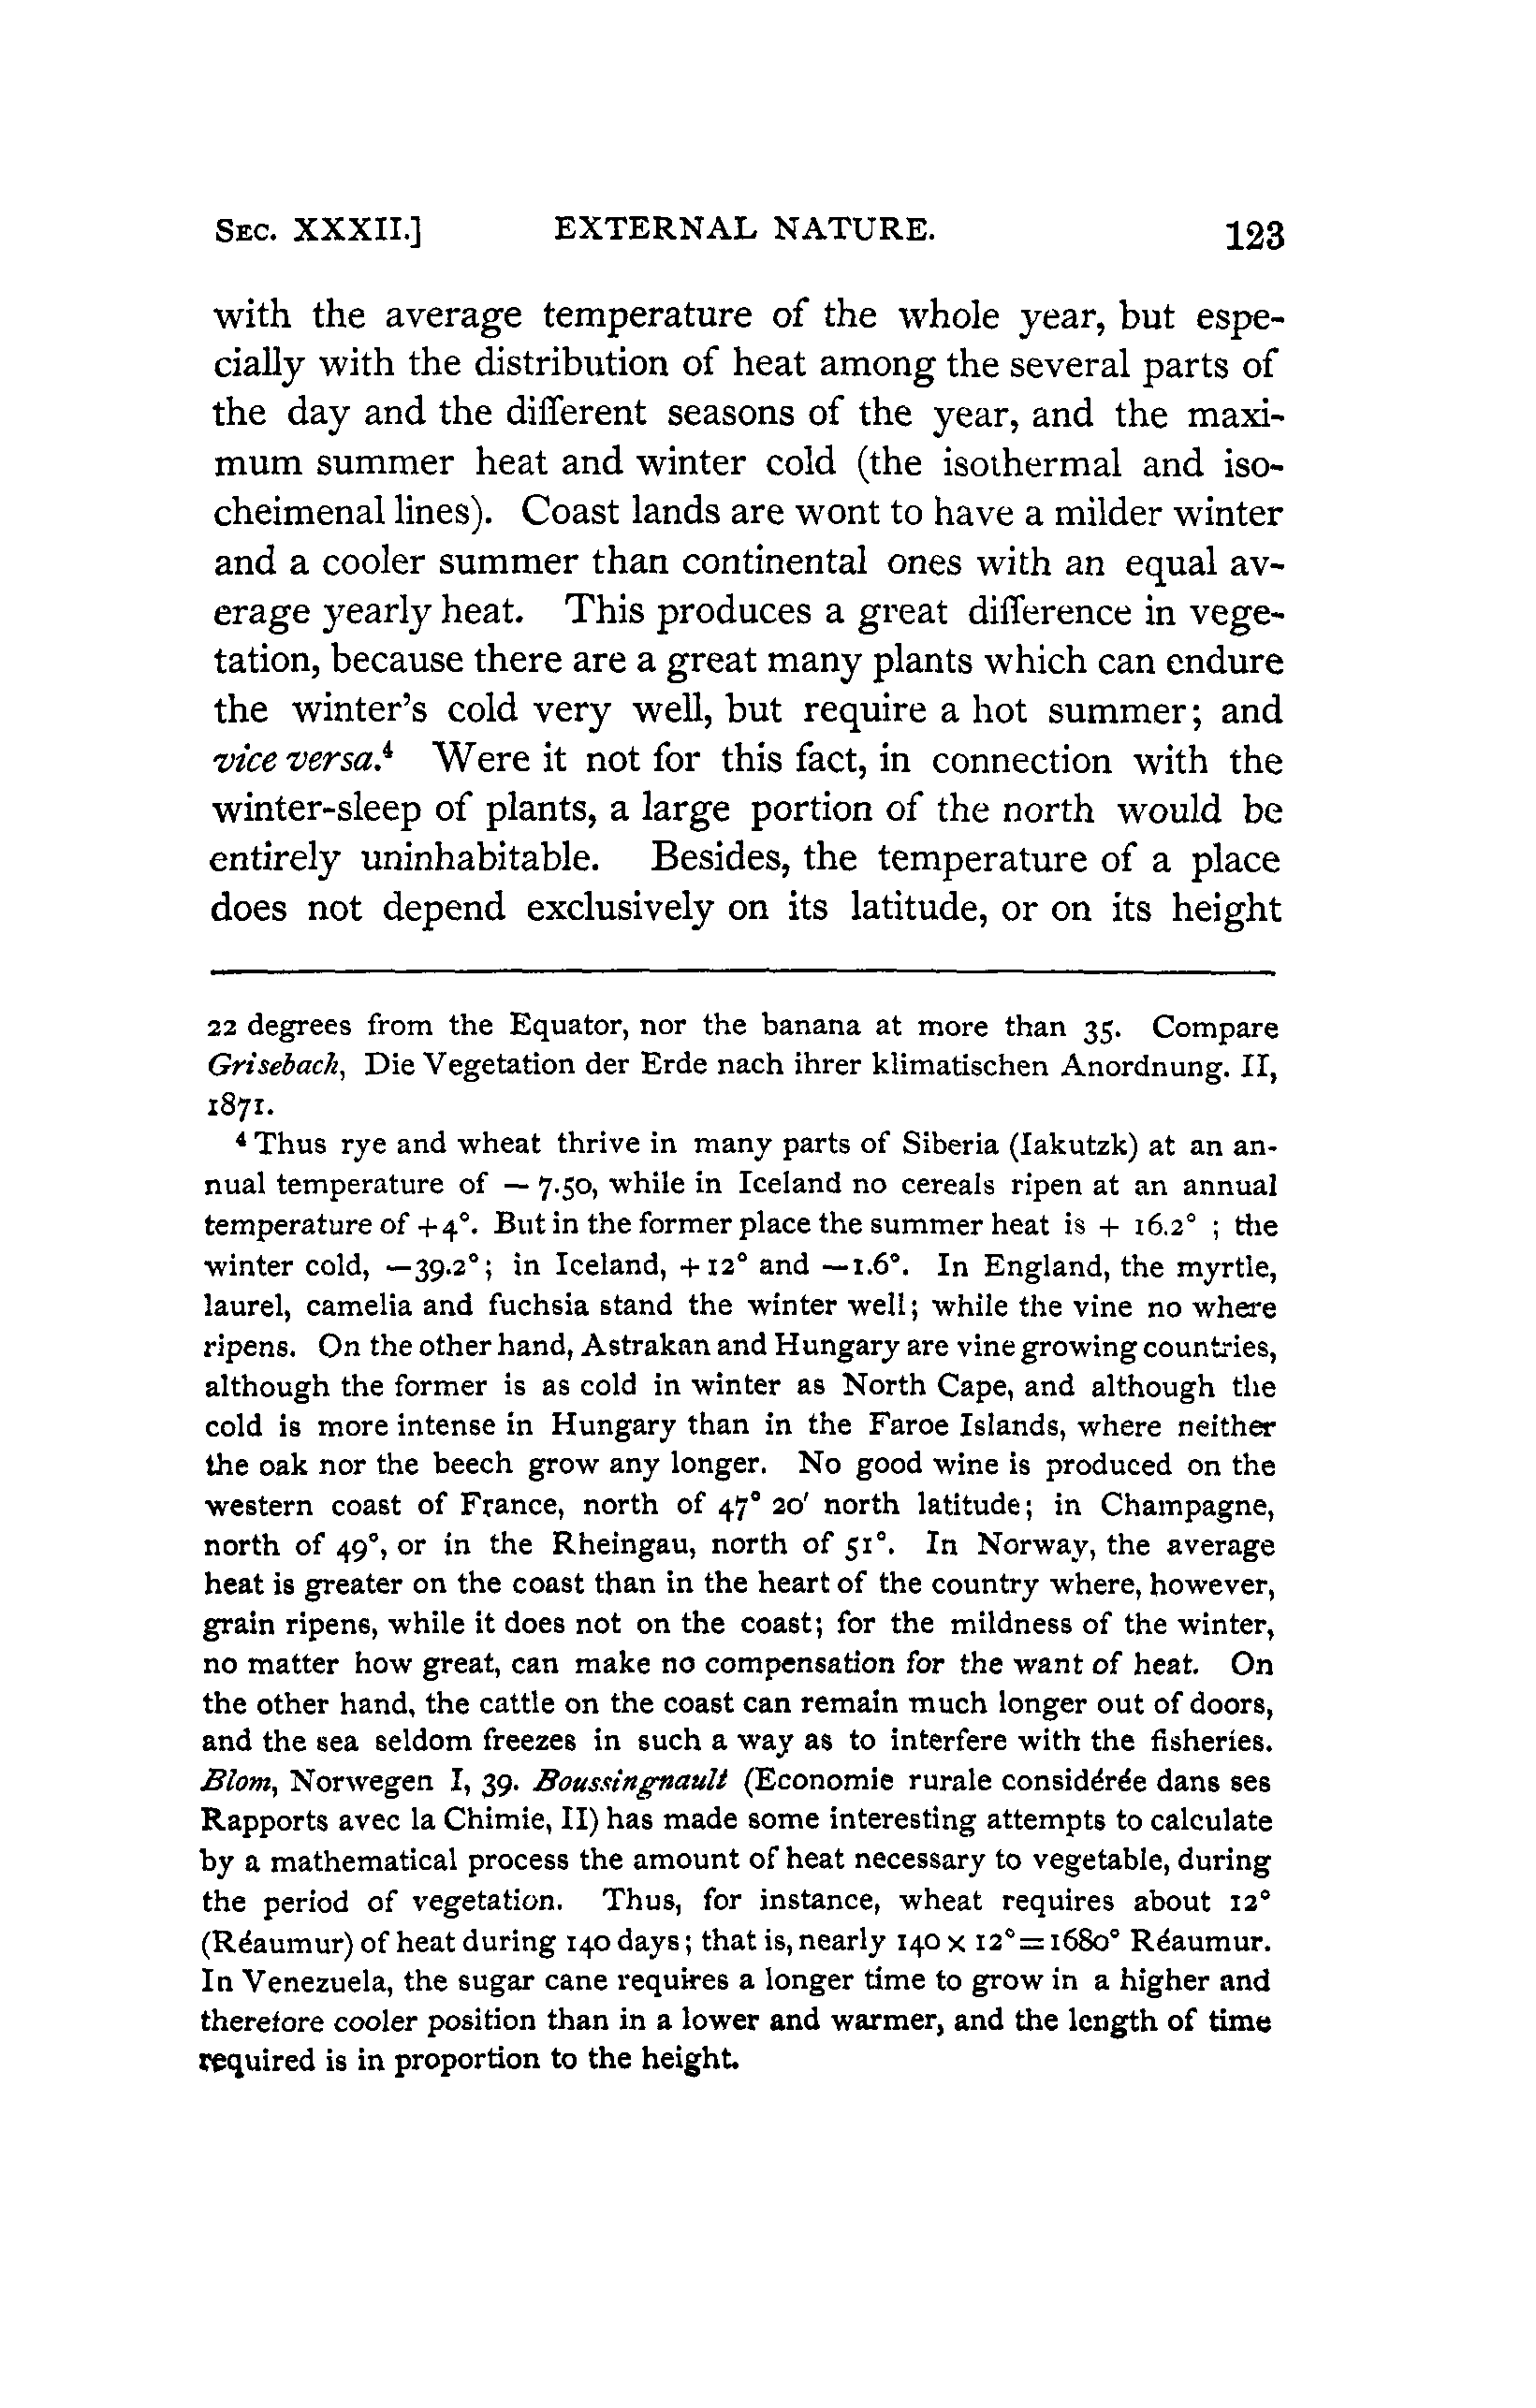 SEC. XXXII.] EXTERNAL NATURE. 123
with the average temperature of the whole year, but espe-
cially with the distribution of heat among the several parts of
the day and the different seasons of the year, and the maxi-
mum summer heat and winter cold (the isothermal and iso-
cheimenal lines). Coast lands are wont to have a milder winter
and a cooler summer than continental ones with an equal av-
erage yearly heat. This produces a great difference in vege-
tation, because there are a great many plants which can endure
the winter's cold very well, but require a hot summer; and
vice versa.⁴ Were it not for this fact, in connection with the
winter-sleep of plants, a large portion of the north would be
entirely uninhabitable. Besides, the temperature of a place
does not depend exclusively on its latitude, or on its height
22 degrees from the Equator, nor the banana at more than 35. Compare
Grisebach, Die Vegetation der Erde nach ihrer klimatischen Anordnung. II,
1871.
⁴ Thus rye and wheat thrive in many parts of Siberia (Iakutzk) at an an-
nual temperature of — 7.50, while in Iceland no cereals ripen at an annual
temperature of +4°. But in the former place the summer heat is + 16.2° ; the
winter cold, —39.2°; in Iceland, +12° and —1.6°. In England, the myrtle,
laurel, camelia and fuchsia stand the winter well; while the vine no where
ripens. On the other hand, Astrakan and Hungary are vine growing countries,
although the former is as cold in winter as North Cape, and although the
cold is more intense in Hungary than in the Faroe Islands, where neither
the oak nor the beech grow any longer. No good wine is produced on the
western coast of France, north of 47° 20' north latitude; in Champagne,
north of 49°, or in the Rheingau, north of 51°. In Norway, the average
heat is greater on the coast than in the heart of the country where, however,
grain ripens, while it does not on the coast; for the mildness of the winter,
no matter how great, can make no compensation for the want of heat. On
the other hand, the cattle on the coast can remain much longer out of doors,
and the sea seldom freezes in such a way as to interfere with the fisheries.
Blom, Norwegen I, 39. Boussingnault (Economie rurale considérée dans ses
Rapports avec la Chimie, II) has made some interesting attempts to calculate
by a mathematical process the amount of heat necessary to vegetable, during
the period of vegetation. Thus, for instance, wheat requires about 12°
(Réaumur) of heat during 140 days; that is, nearly 140 x 12°=1680° Réaumur.
In Venezuela, the sugar cane requires a longer time to grow in a higher and
therefore cooler position than in a lower and warmer, and the length of time
required is in proportion to the height.